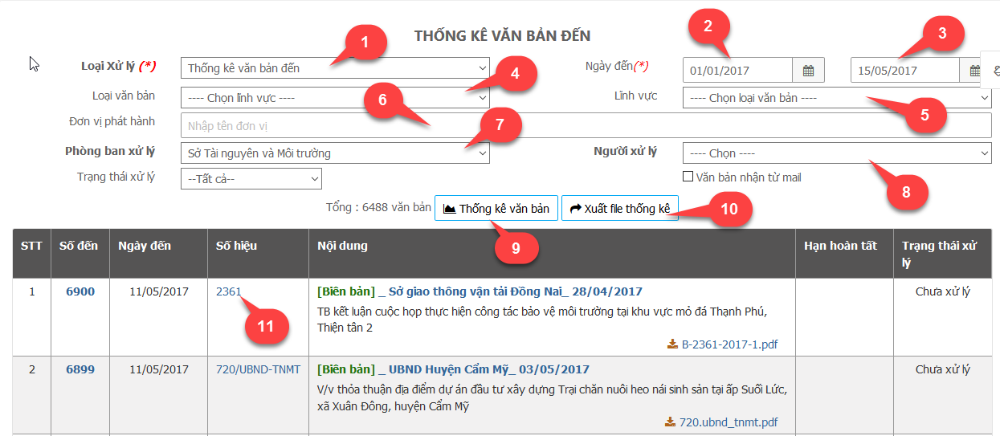 THỐNG KÊ VĂN BẢN ĐẾN
1
2
3
Loại Xử lý (*) Thống kê văn bản đến Ngày đến(*) 01/01/2017 15/05/2017
4
Loại văn bản ---- Chọn lĩnh vực ---- Lĩnh vực ---- Chọn loại văn bản ----
6
5
Đơn vị phát hành Nhập tên đơn vị
7
Phòng ban xử lý Sở Tài nguyên và Môi trường Người xử lý ---- Chọn ----
Trạng thái xử lý --Tất cả-- Văn bản nhận từ mail
8
Tổng : 6488 văn bản Thống kê văn bản Xuất file thống kê
10
9
STT Số đến Ngày đến Số hiệu Nội dung Hạn hoàn tất Trạng thái xử
lý
1 6900 11/05/2017 2361 [Biên bản] _ Sở giao thông vận tải Đồng Nai_ 28/04/2017 Chưa xử lý
TB kết luận cuộc họp thực hiện công tác bảo vệ môi trường tại khu vực mỏ đá Thạnh Phú,
Thiện tân 2
11
B-2361-2017-1.pdf
2 6899 11/05/2017 720/UBND-TNMT [Biên bản] _ UBND Huyện Cẩm Mỹ_ 03/05/2017 Chưa xử lý
V/v thỏa thuận địa điểm dự án đầu tư xây dựng Trại chăn nuôi heo nái sinh sản tại ấp Suối Lức,
xã Xuân Đông, huyện Cẩm Mỹ
720.ubnd_tnmt.pdf